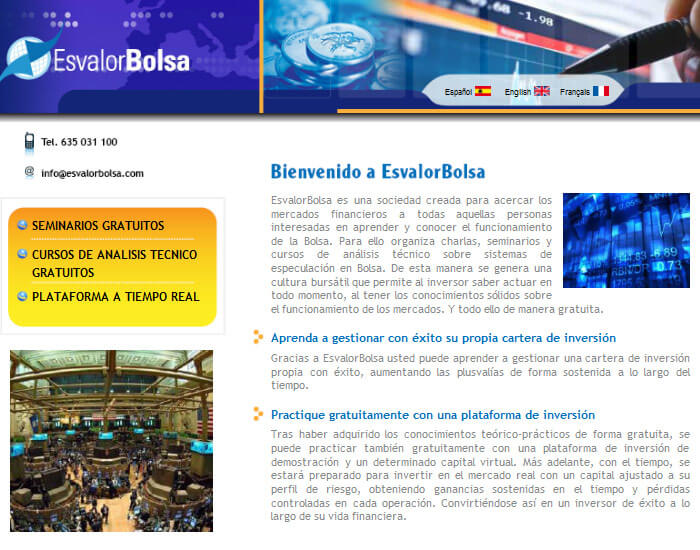 EsvalorBolsa
-1.98
Español English Français
Tel. 635 031 100
info@esvalorbolsa.com
SEMINARIOS GRATUITOS
CURSOS DE ANALISIS TECNICO
GRATUITOS
PLATAFORMA A TIEMPO REAL
Bienvenido a EsvalorBolsa
EsvalorBolsa es una sociedad creada para acercar los
mercados financieros a todas aquellas personas
interesadas en aprender y conocer el funcionamiento
de la Bolsa. Para ello organiza charlas, seminarios y
cursos de análisis técnico sobre sistemas de
especulación en Bolsa. De esta manera se genera una
cultura bursátil que permite al inversor saber actuar en
todo momento, al tener los conocimientos sólidos sobre
el funcionamiento de los mercados. Y todo ello de manera gratuita.
Aprenda a gestionar con éxito su propia cartera de inversión
Gracias a EsvalorBolsa usted puede aprender a gestionar una cartera de inversión
propia con éxito, aumentando las plusvalías de forma sostenida a lo largo del
tiempo.
Practique gratuitamente con una plataforma de inversión
Tras haber adquirido los conocimientos teórico-prácticos de forma gratuita, se
puede practicar también gratuitamente con una plataforma de inversión de
demostración y un determinado capital virtual. Más adelante, con el tiempo, se
estará preparado para invertir en el mercado real con un capital ajustado a su
perfil de riesgo, obteniendo ganancias sostenidas en el tiempo y pérdidas
controladas en cada operación. Convirtiéndose así en un inversor de éxito a lo
largo de su vida financiera.